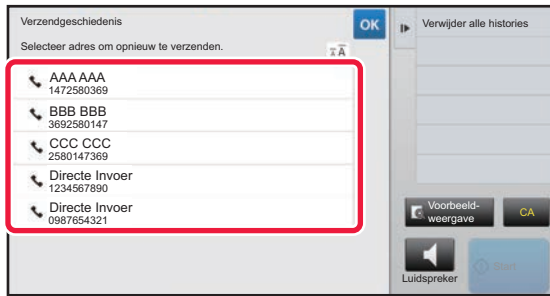 Verzendgeschiedenis
OK
Verwijder alle histories
Selecteer adres om opnieuw te verzenden.
AAA AAA
1472580369
BBB BBB
3692580147
CCC CCC
2580147369
Directe Invoer
1234567890
Directe Invoer
0987654321
Voorbeeld-
weergave
CA
Luidspreker
Start